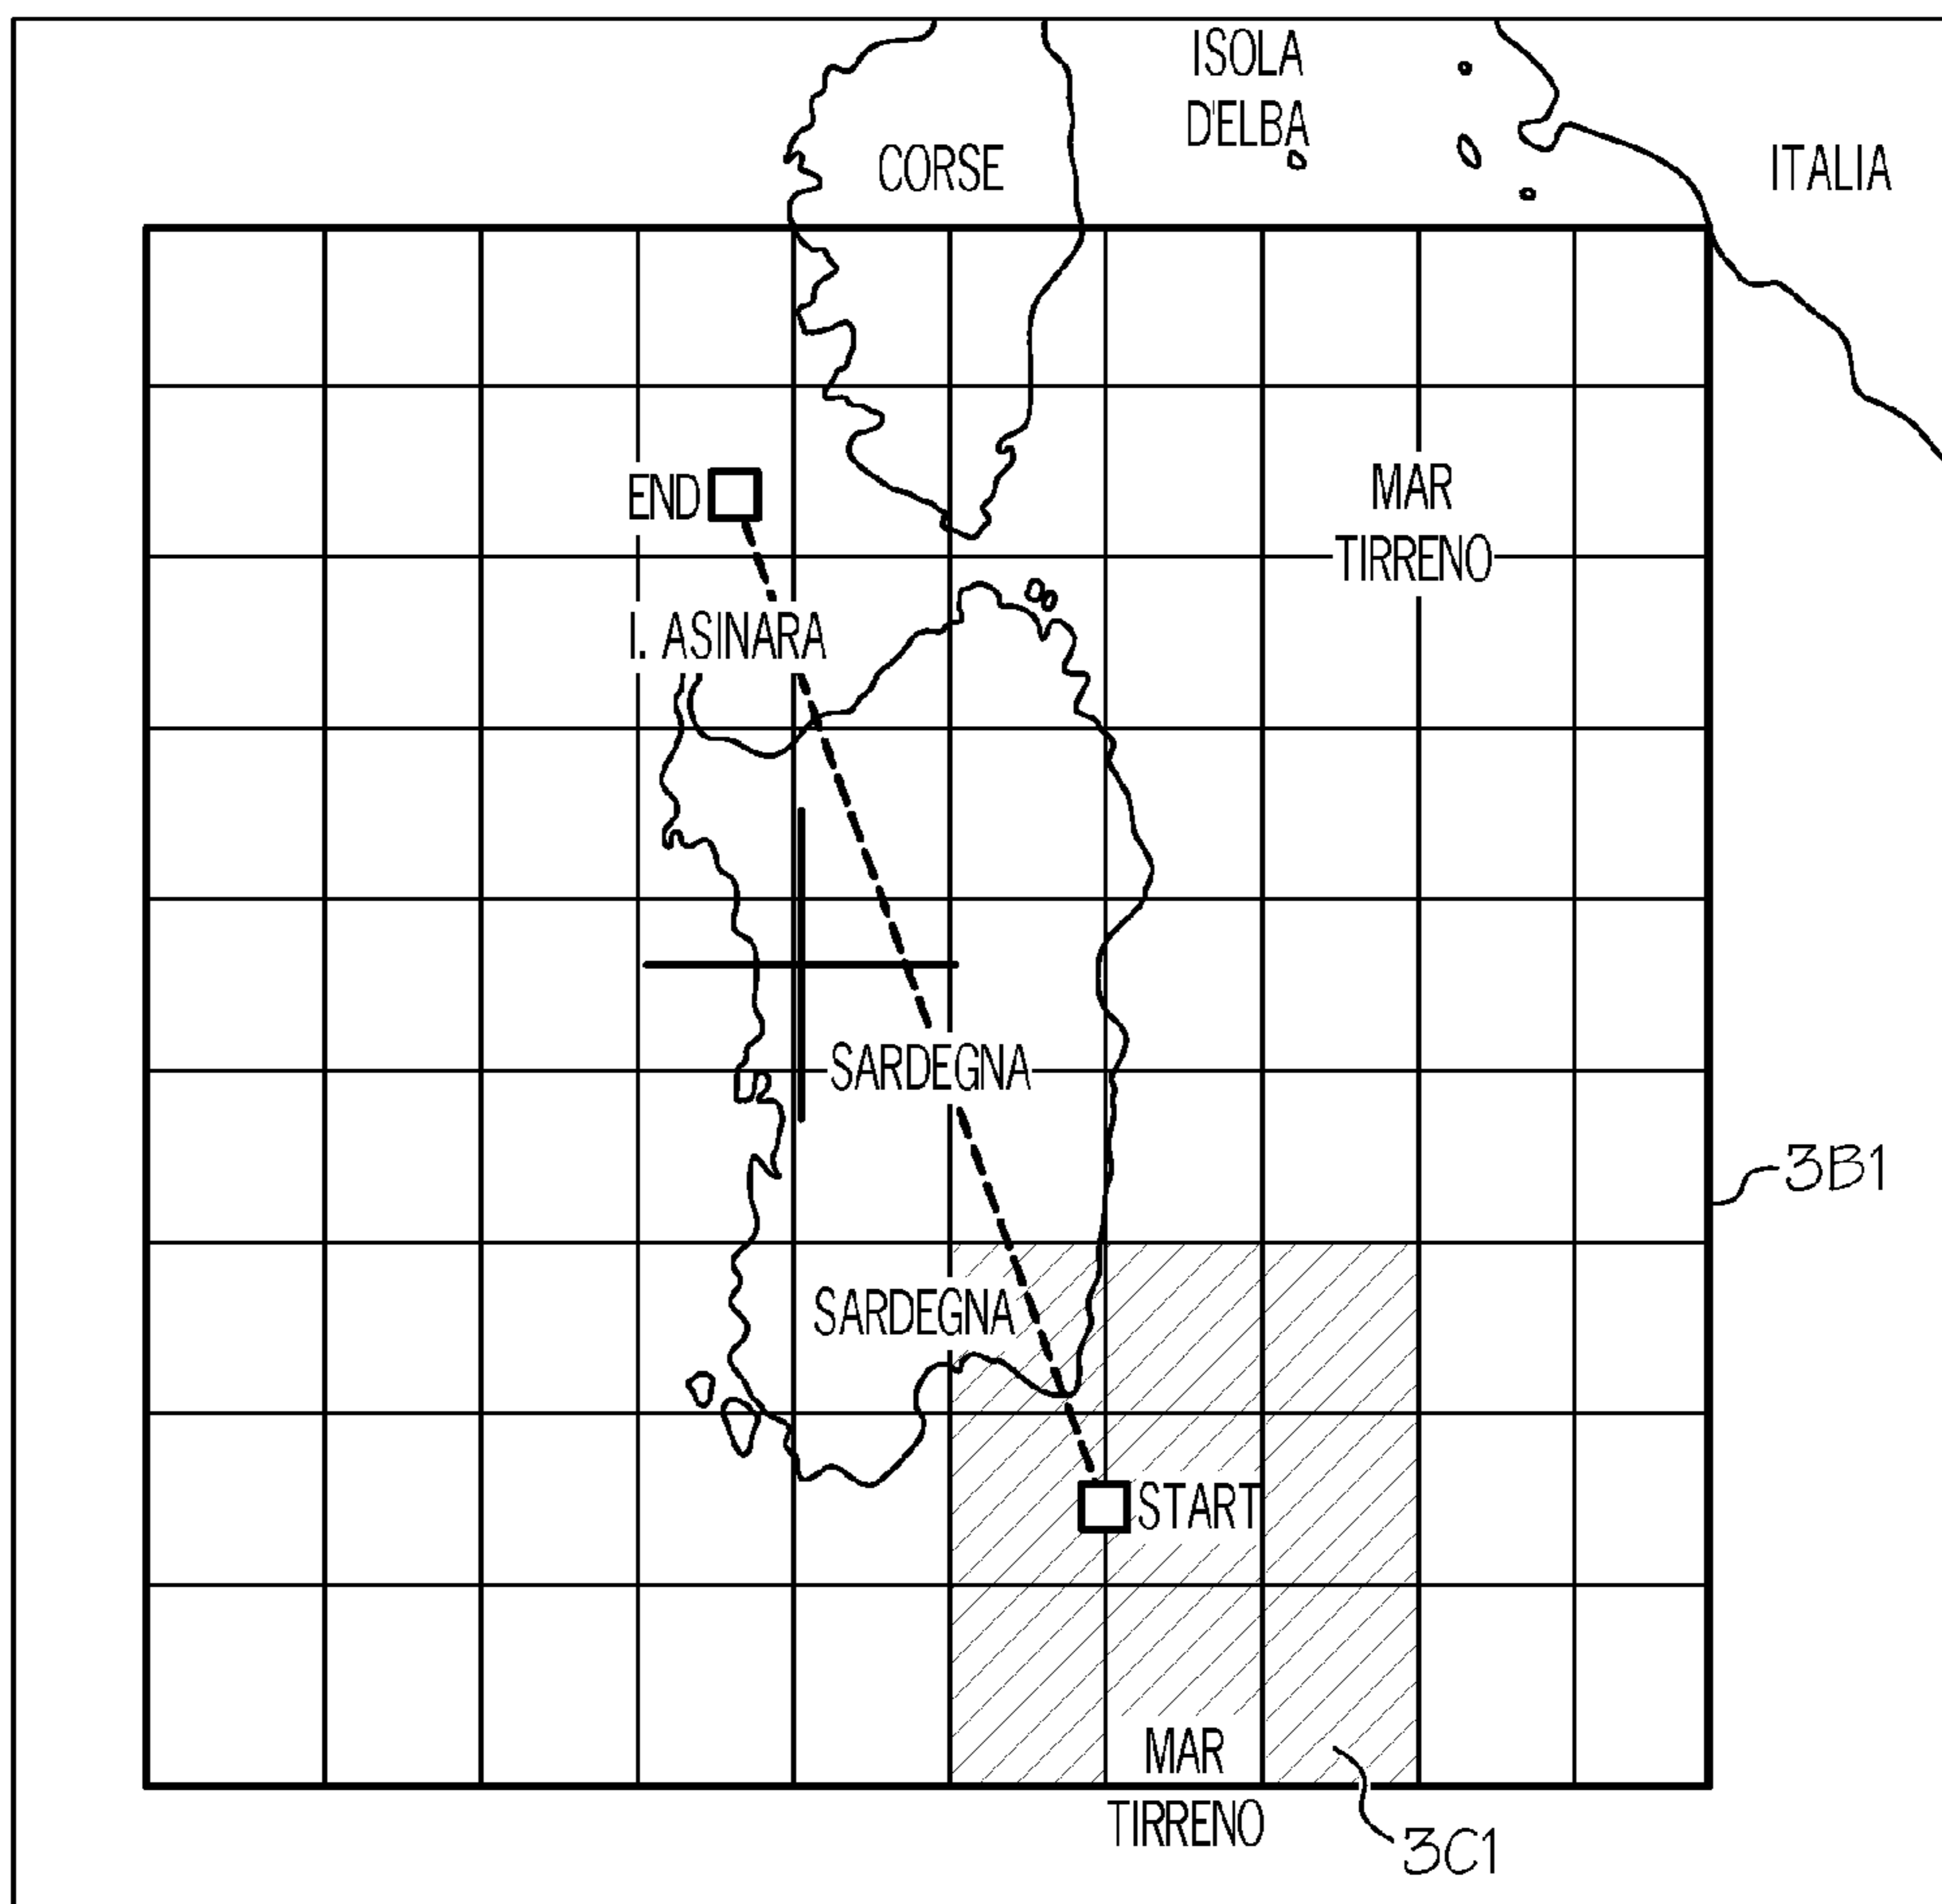 ISOLA
D'ELBA
CORSE
ITALIA
END
MAR
TIRRENO
I. ASINARA
SARDEGNA
3B1
SARDEGNA
START
MAR
TIRRENO
3C1